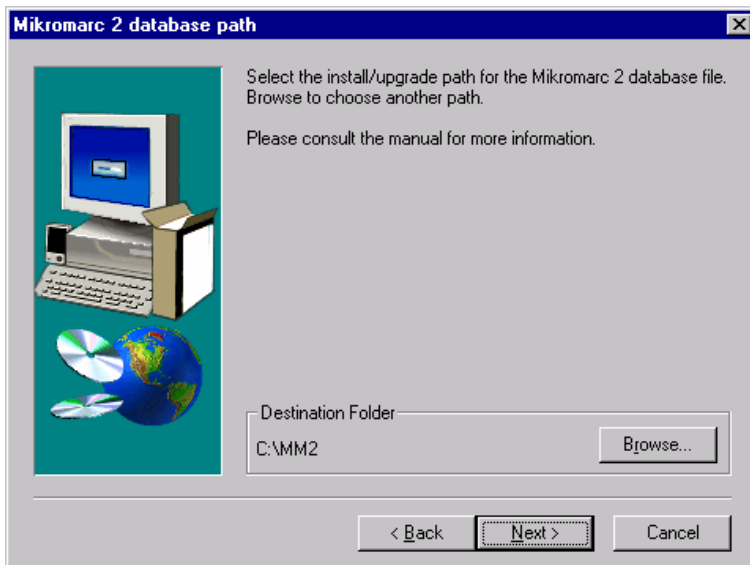 Mikromarc 2 database path
Select the install/upgrade path for the Mikromarc 2 database file.
Browse to choose another path.
Please consult the manual for more information.
Destination Folder
C:\MM2
Browse...
< Back
Next >
Cancel